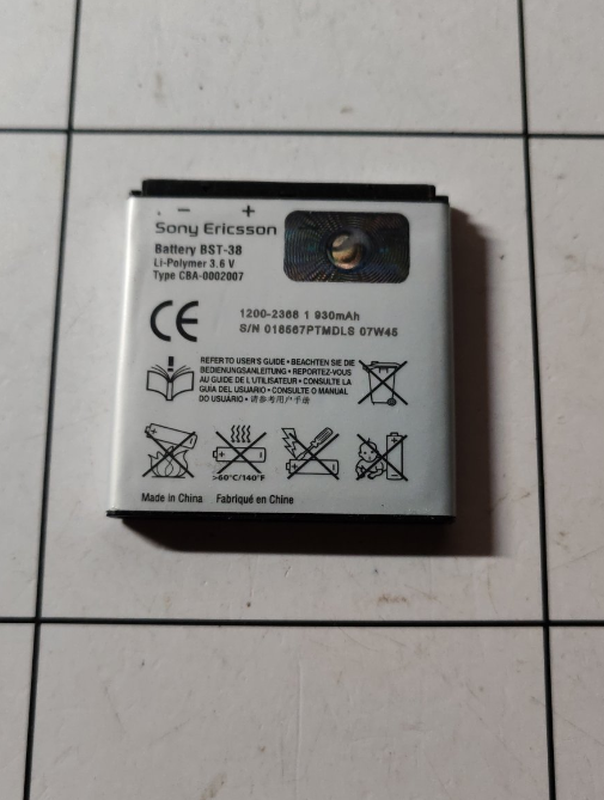 - +
Sony Ericsson
Battery BST-38
Li-Polymer 3.6 V
Type CBA-0002007
1200-2368 1 930mAh
S/N 018567PTMDLS 07W45
CE
REFER TO USER'S GUIDE • BEACHTEN SIE DIE
BEDIENUNGSANLEITUNG • REPORTEZ-VOUS
AU GUIDE DE L'UTILISATEUR • CONSULTE LA
GUÍA DEL USUARIO • CONSULTE O MANUAL
DO USUÁRIO • 请参考用户手册
>60°C/140°F
Made in China Fabriqué en Chine